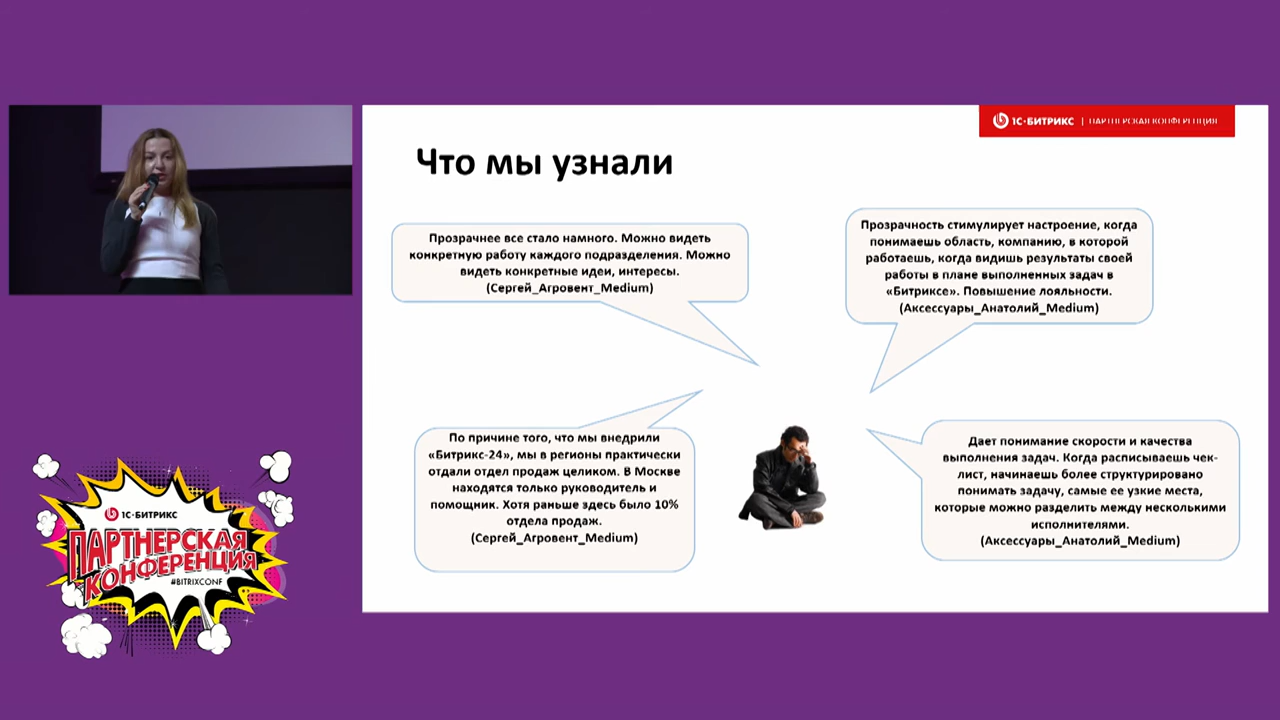 1С-БИТРИКС | ПАРТНЕРСКАЯ КОНФЕРЕНЦИЯ
Что мы узнали
Прозрачнее все стало намного. Можно видеть
конкретную работу каждого подразделения. Можно
видеть конкретные идеи, интересы.
(Сергей_Агровент_Medium)
Прозрачность стимулирует настроение, когда
понимаешь область, компанию, в которой
работаешь, когда видишь результаты своей
работы в плане выполненных задач в
«Битриксе». Повышение лояльности.
(Аксессуары_Анатолий_Medium)
По причине того, что мы внедрили
«Битрикс-24», мы в регионы практически
отдали отдел продаж целиком. В Москве
находятся только руководитель и
помощник. Хотя раньше здесь было 10%
отдела продаж.
(Сергей_Агровент_Medium)
Дает понимание скорости и качества
выполнения задач. Когда расписываешь чек-
лист, начинаешь более структурировано
понимать задачу, самые ее узкие места,
которые можно разделить между несколькими
исполнителями.
(Аксессуары_Анатолий_Medium)
1С-БИТРИКС
ПАРТНЕРСКАЯ
КОНФЕРЕНЦИЯ
#BITRIXCONF